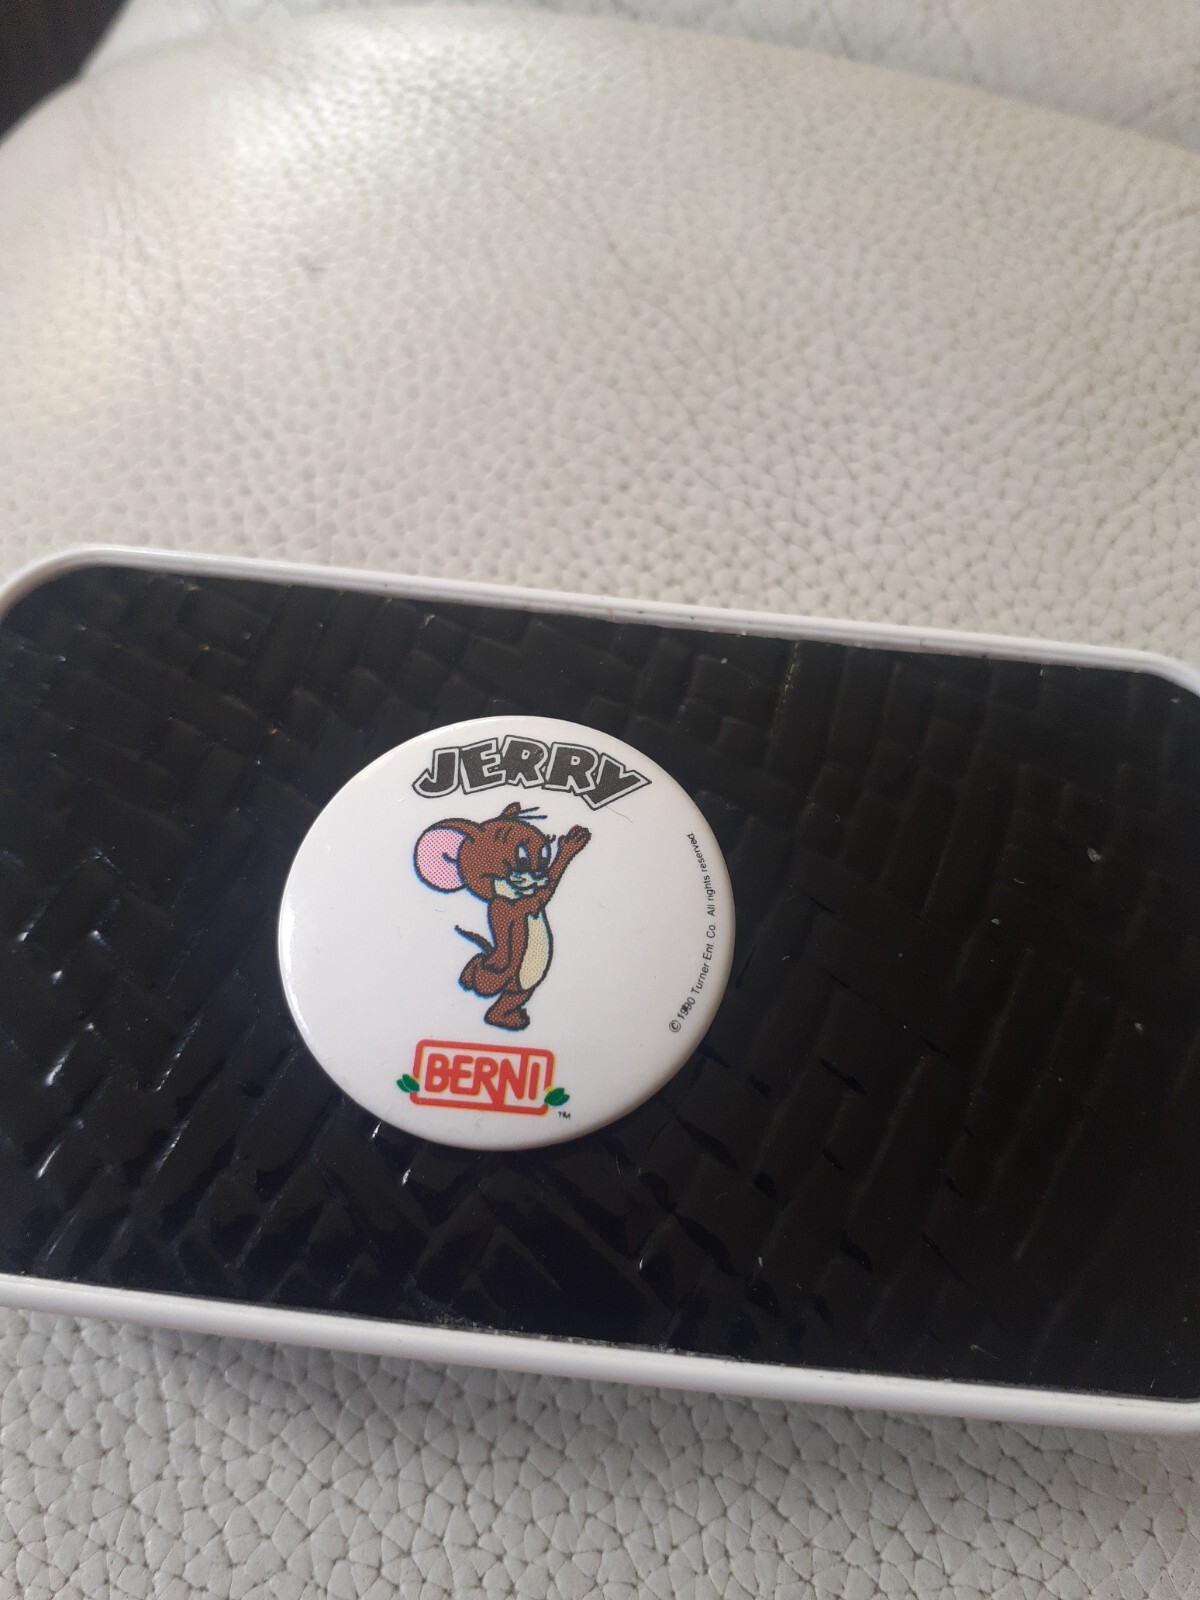 JERRY
© 1990 Turner Ent. Co. All rights reserved
BERNI
TM